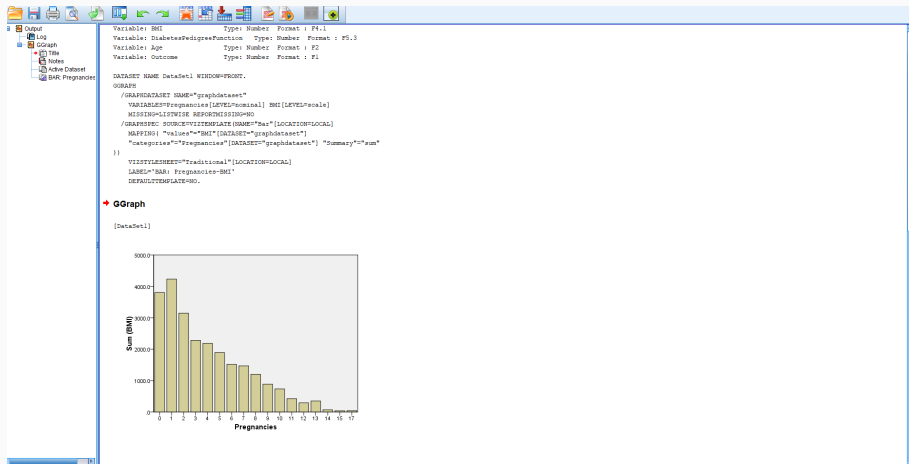 Output
Log
GGraph
Title
Notes
Active Dataset
BAR: Pregnancies
Variable: BMI Type: Number Format : F4.1
Variable: DiabetesPedigreeFunction Type: Number Format : F5.3
Variable: Age Type: Number Format : F2
Variable: Outcome Type: Number Format : F1
DATASET NAME DataSet1 WINDOW=FRONT.
GGRAPH
/GRAPHDATASET NAME="graphdataset"
VARIABLES=Pregnancies[LEVEL=nominal] BMI[LEVEL=scale]
MISSING=LISTWISE REPORTMISSING=NO
/GRAPHSPEC SOURCE=VIZTEMPLATE(NAME="Bar"[LOCATION=LOCAL]
MAPPING( "values"="BMI"[DATASET="graphdataset"]
"categories"="Pregnancies"[DATASET="graphdataset"] "Summary"="sum"
))
VIZSTYLESHEET="Traditional"[LOCATION=LOCAL]
LABEL='BAR: Pregnancies-BMI'
DEFAULTTEMPLATE=NO.
GGraph
[DataSet1]
5000.0
4000.0
3000.0
2000.0
1000.0
.0
Sum (BMI)
0 1 2 3 4 5 6 7 8 9 10 11 12 13 14 15 17
Pregnancies